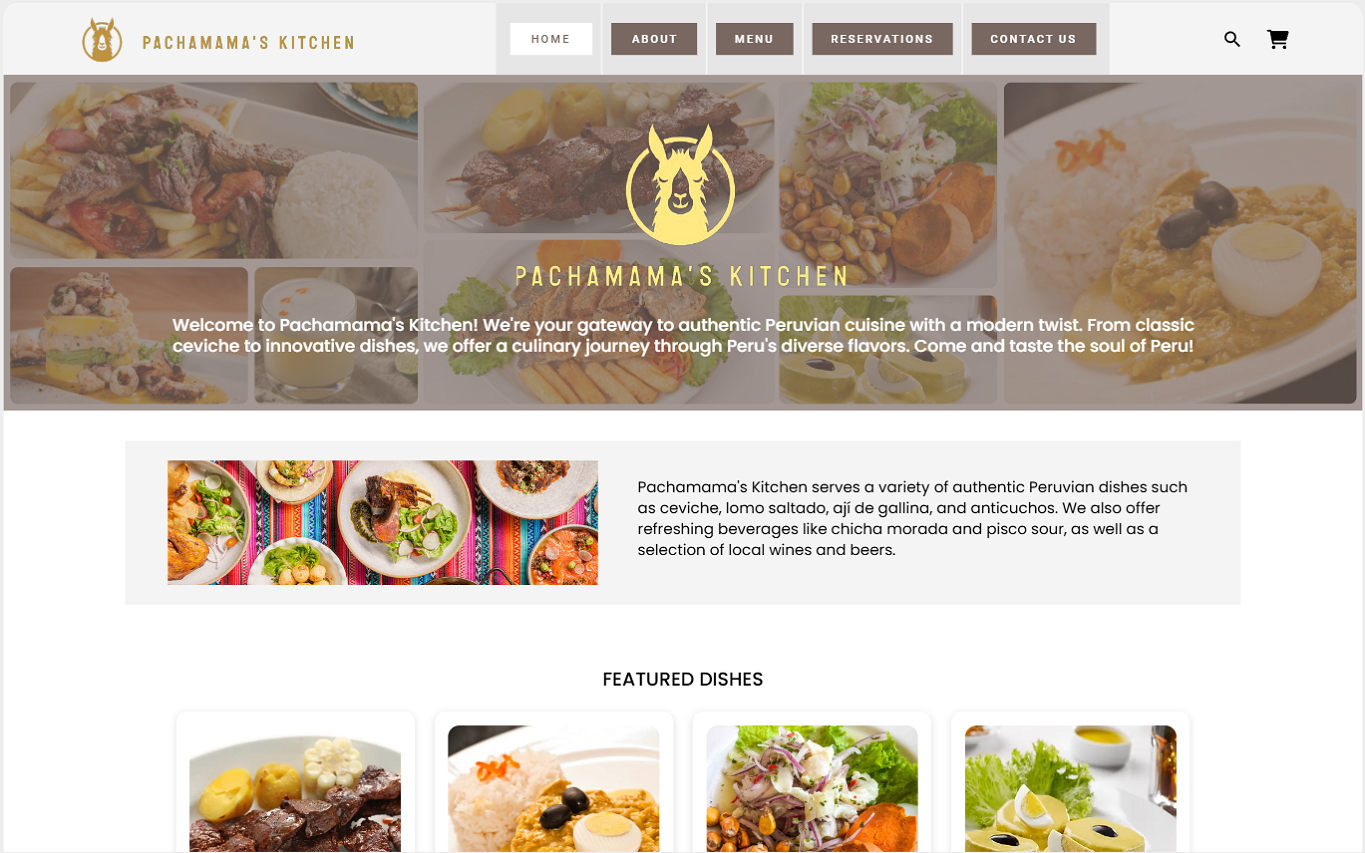 PACHAMAMA'S KITCHEN
HOME
ABOUT
MENU
RESERVATIONS
CONTACT US
PACHAMAMA'S KITCHEN
Welcome to Pachamama's Kitchen! We're your gateway to authentic Peruvian cuisine with a modern twist. From classic
ceviche to innovative dishes, we offer a culinary journey through Peru's diverse flavors. Come and taste the soul of Peru!
Pachamama's Kitchen serves a variety of authentic Peruvian dishes such
as ceviche, lomo saltado, ají de gallina, and anticuchos. We also offer
refreshing beverages like chicha morada and pisco sour, as well as a
selection of local wines and beers.
FEATURED DISHES